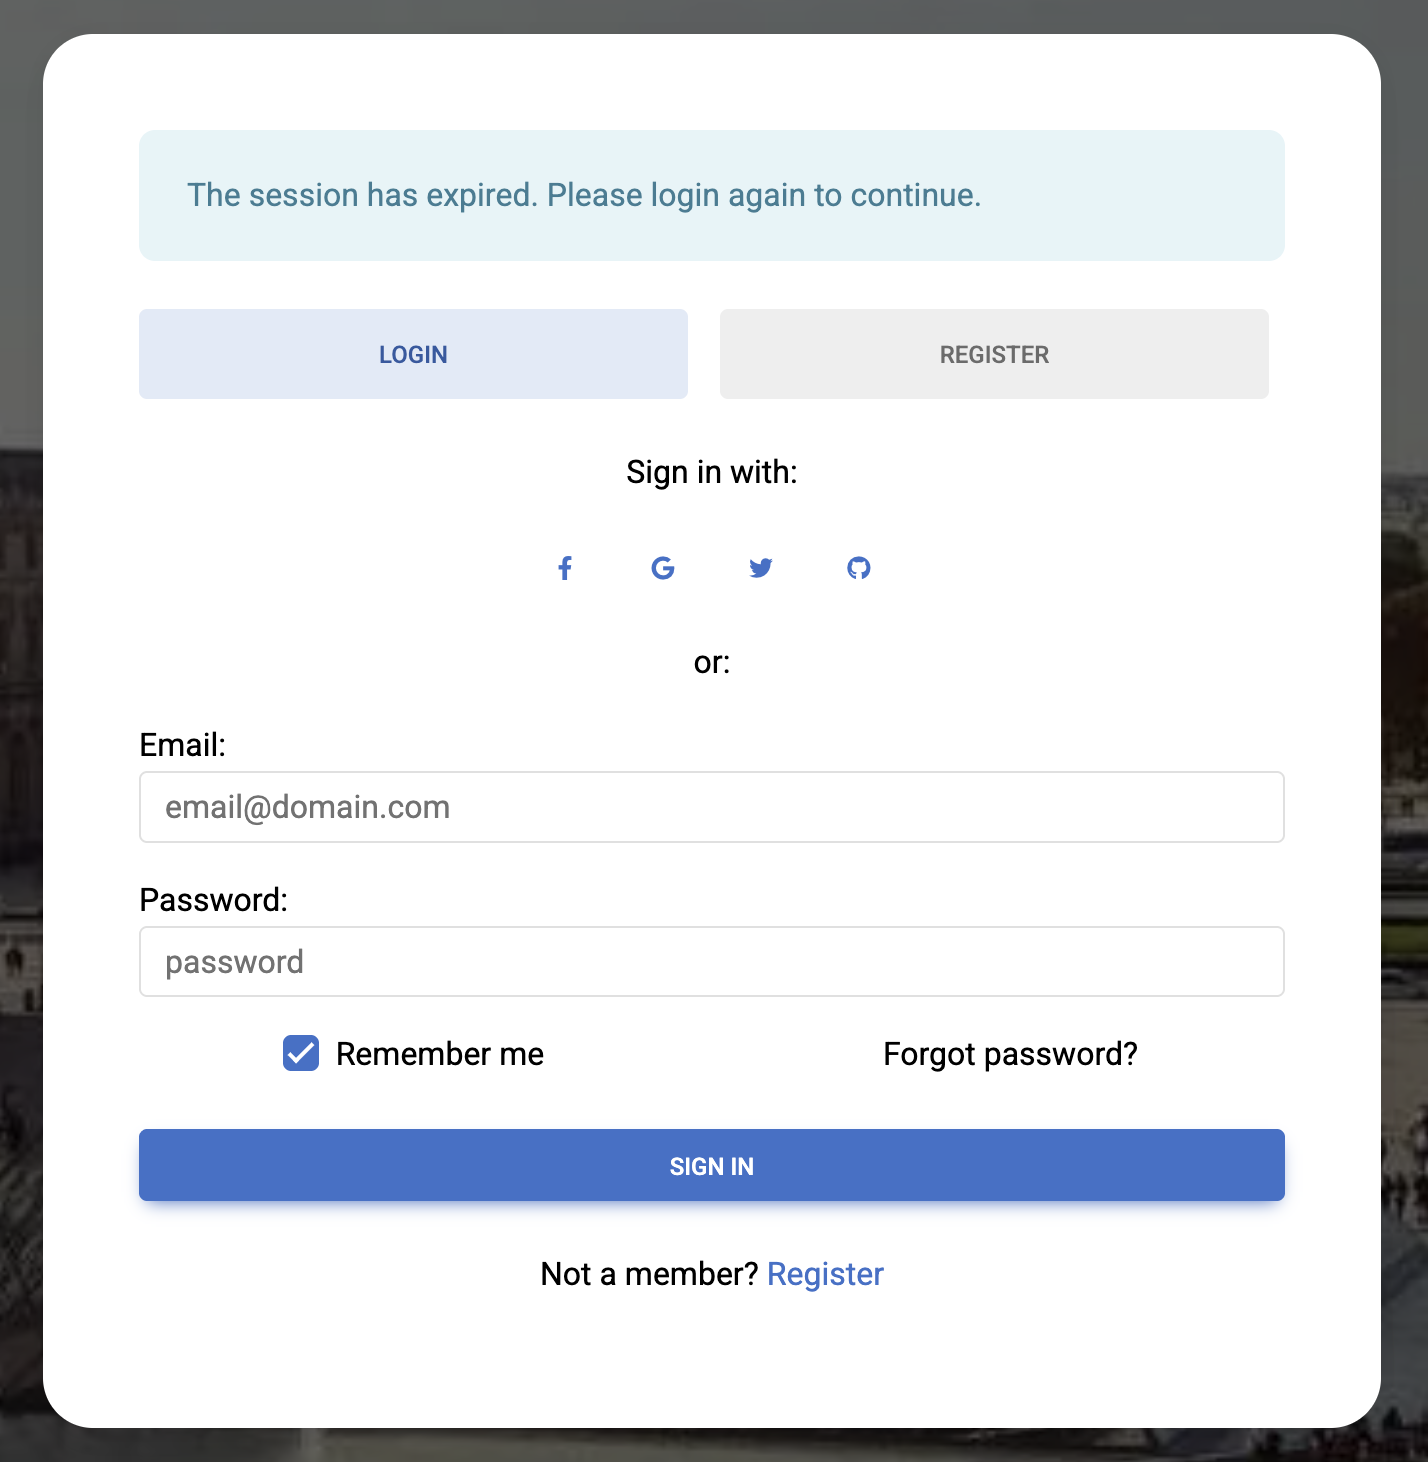 The session has expired. Please login again to continue.
LOGIN
REGISTER
Sign in with:
or:
Email:
email@domain.com
Password:
password
Remember me
Forgot password?
SIGN IN
Not a member? Register